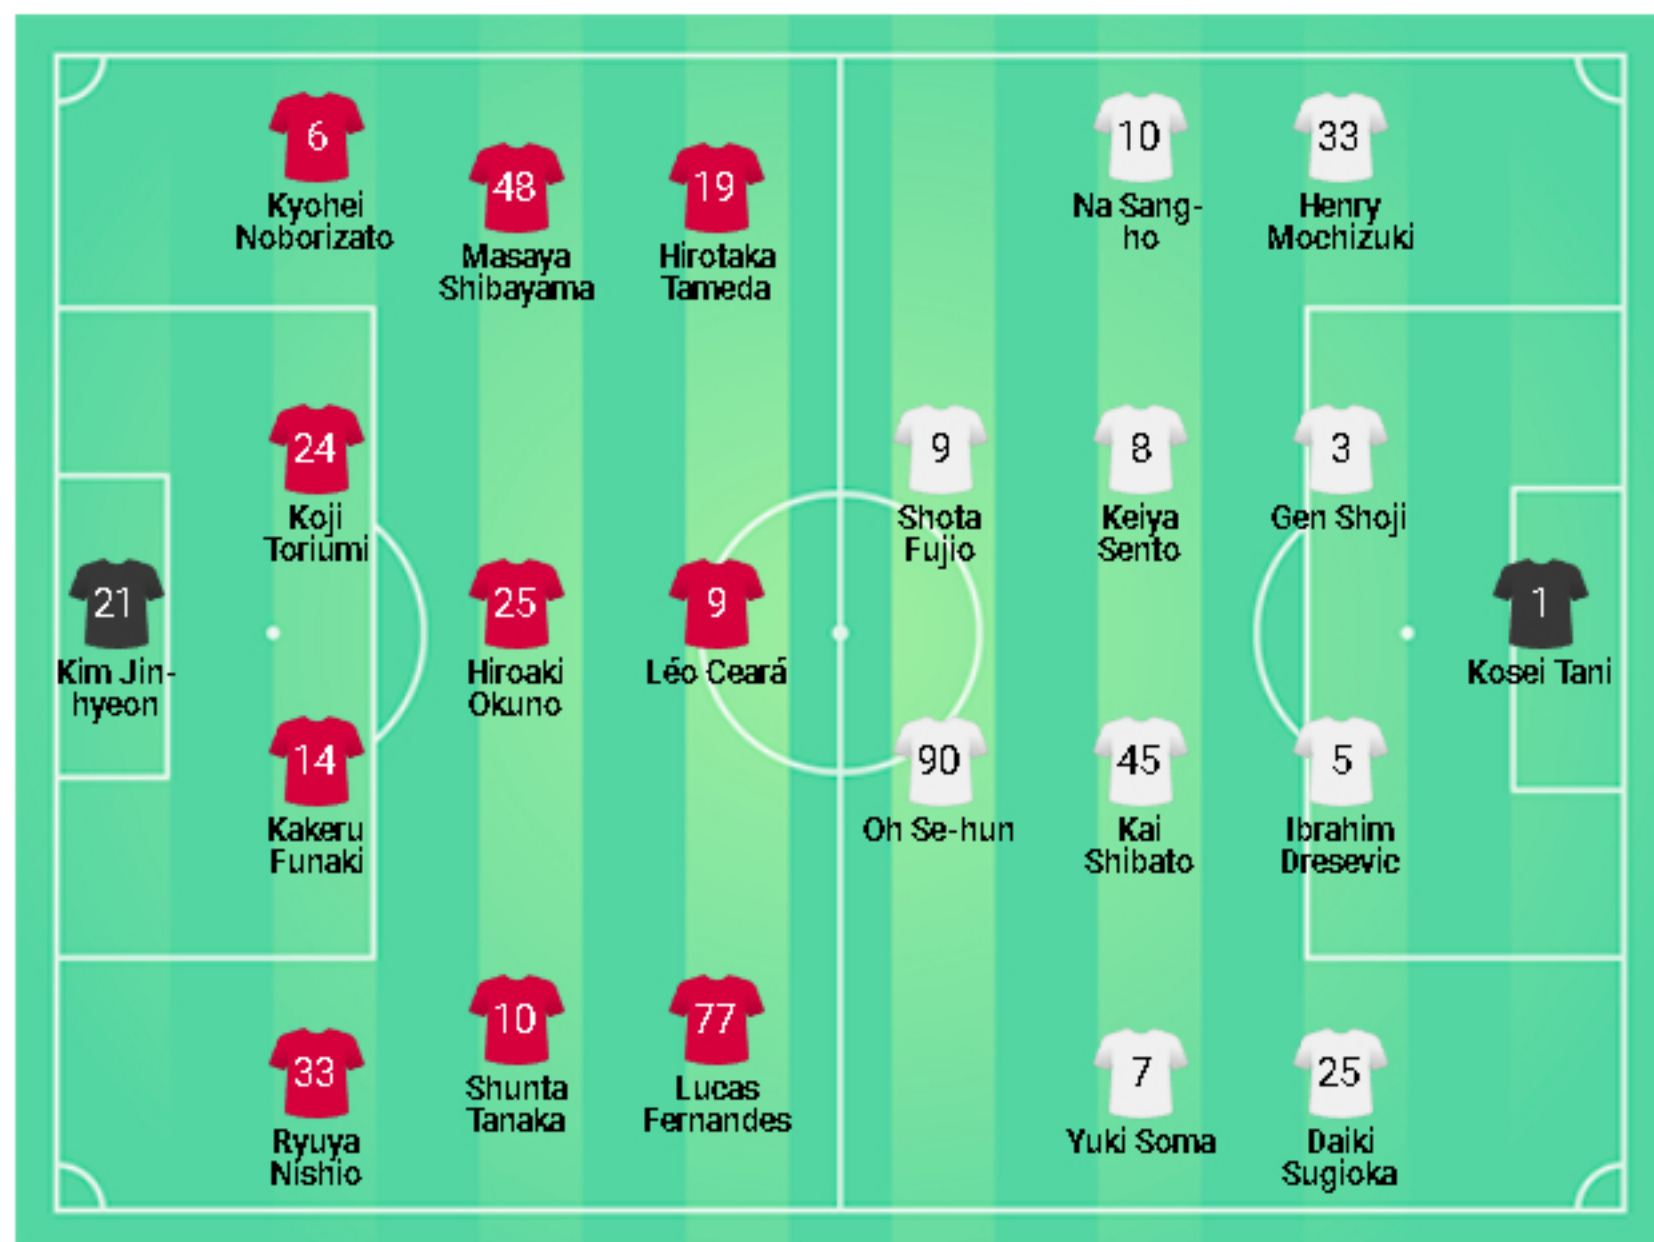 6
Kyohei
Noborizato
48
Masaya
Shibayama
19
Hirotaka
Tameda
24
Koji
Toriumi
21
Kim Jin-
hyeon
25
Hiroaki
Okuno
9
Léo Ceará
14
Kakeru
Funaki
33
Ryuya
Nishio
10
Shunta
Tanaka
77
Lucas
Fernandes
10
Na Sang-
ho
33
Henry
Mochizuki
9
Shota
Fujio
8
Keiya
Sento
3
Gen Shoji
1
Kosei Tani
90
Oh Se-hun
45
Kai
Shibato
5
Ibrahim
Dresevic
7
Yuki Soma
25
Daiki
Sugioka